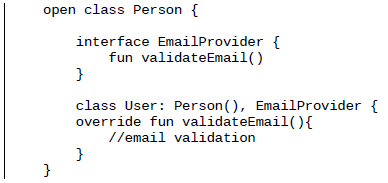 open class Person {
interface EmailProvider {
fun validateEmail()
}
class User: Person(), EmailProvider {
override fun validateEmail(){
//email validation
}
}